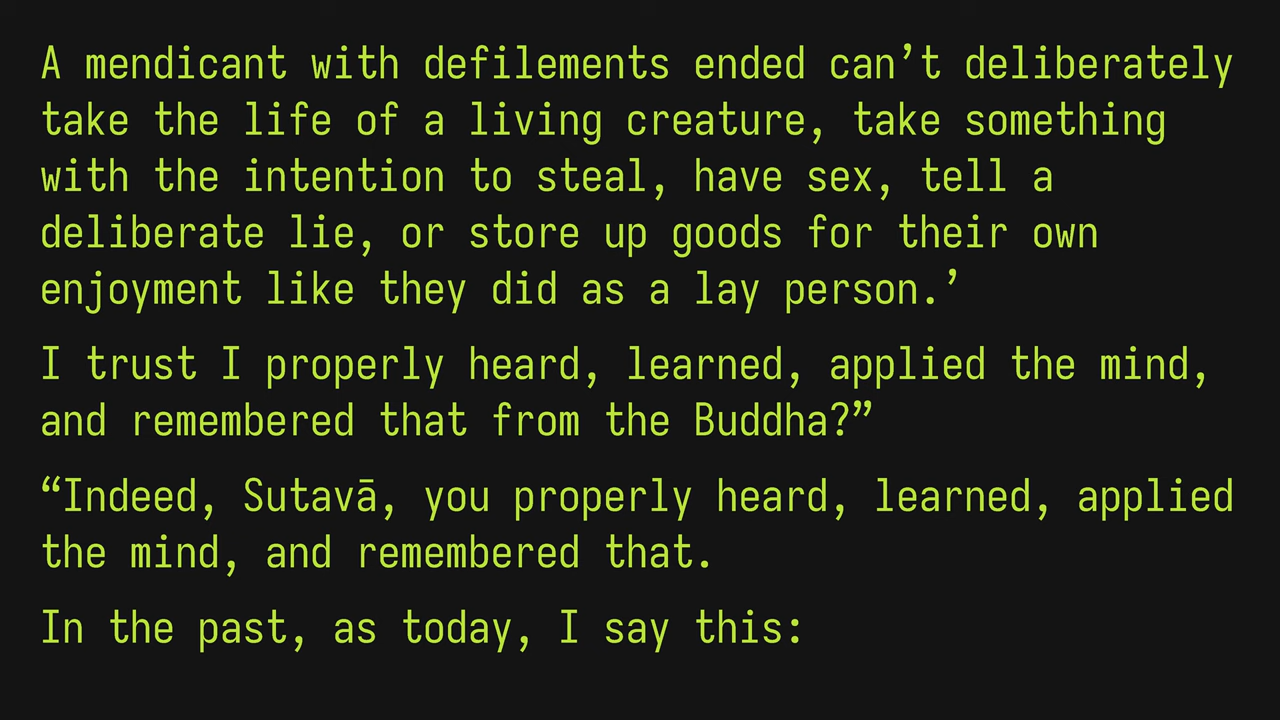 A mendicant with defilements ended can’t deliberately
take the life of a living creature, take something
with the intention to steal, have sex, tell a
deliberate lie, or store up goods for their own
enjoyment like they did as a lay person.’
I trust I properly heard, learned, applied the mind,
and remembered that from the Buddha?”
“Indeed, Sutavā, you properly heard, learned, applied
the mind, and remembered that.
In the past, as today, I say this: